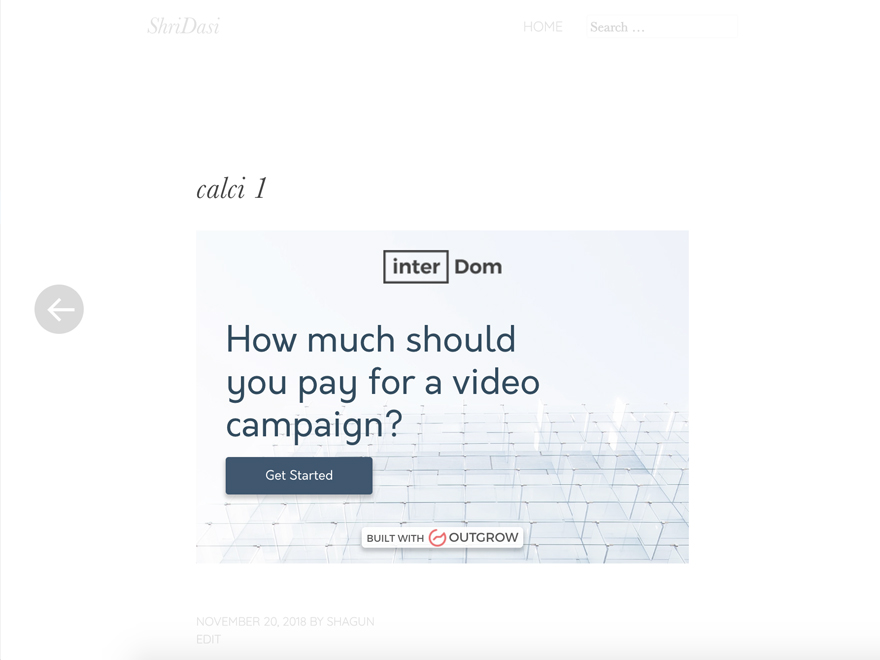 ShriDasi
HOME
Search ...
calci 1
inter Dom
How much should
you pay for a video
campaign?
Get Started
BUILT WITH OUTGROW
NOVEMBER 20, 2018 BY SHAGUN
EDIT